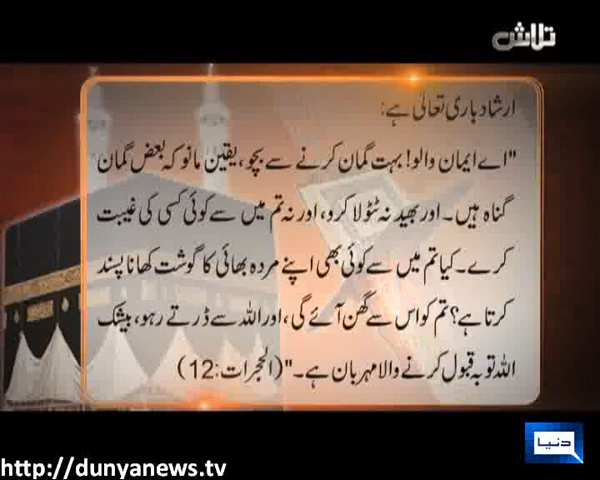 تلاش
ارشاد باری تعالیٰ ہے:
"اے ایمان والو! بہت گمان کرنے سے بچو، یقین مانو کہ بعض گمان
گناہ ہیں۔ اور بھید نہ ٹٹولا کرو، اور نہ تم میں سے کوئی کسی کی غیبت
کرے۔ کیا تم میں سے کوئی بھی اپنے مردہ بھائی کا گوشت کھانا پسند
کرتا ہے؟ تم کو اس سے گھن آئے گی، اور اللہ سے ڈرتے رہو، بیشک
اللہ توبہ قبول کرنے والا مہربان ہے۔" (الحجرات:12)
دنیا
http://dunyanews.tv